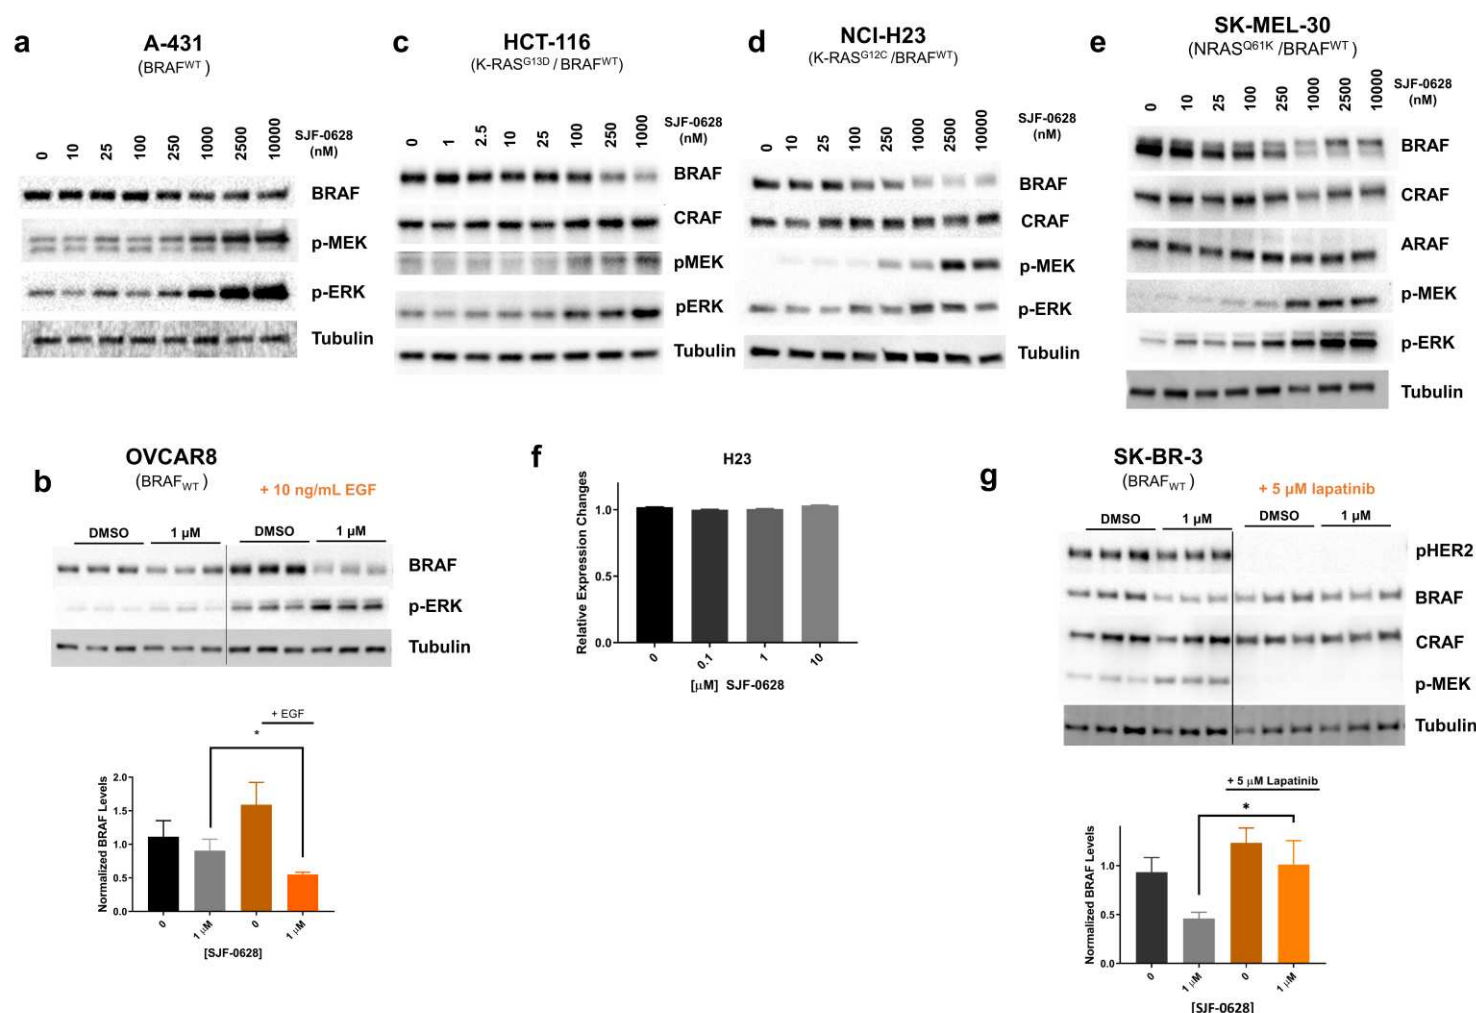 a
A-431
(BRAFWT)
0 10 25 100 250 1000 2500 10000
SJF-0628
(nM)
BRAF
p-MEK
p-ERK
Tubulin
c
HCT-116
(K-RASG13D / BRAFWT)
0 1 2.5 10 25 100 250 1000
SJF-0628
(nM)
BRAF
CRAF
pMEK
pERK
Tubulin
d
NCI-H23
(K-RASG12C /BRAFWT)
0 10 25 100 250 1000 2500 10000
SJF-0628
(nM)
BRAF
CRAF
p-MEK
p-ERK
Tubulin
e
SK-MEL-30
(NRASQ61K /BRAFWT)
0 10 25 100 250 1000 2500 10000
SJF-0628
(nM)
BRAF
CRAF
ARAF
p-MEK
p-ERK
Tubulin
b
OVCAR8
(BRAFWT)
+ 10 ng/mL EGF
DMSO 1 µM DMSO 1 µM
BRAF
p-ERK
Tubulin
+ EGF
*
Normalized BRAF Levels
2.0
1.5
1.0
0.5
0.0
0 1 µM 0 1 µM
[SJF-0628]
f
H23
Relative Expression Changes
1.0
0.5
0.0
0 0.1 1 10
[µM] SJF-0628
g
SK-BR-3
(BRAFWT)
+ 5 µM lapatinib
DMSO 1 µM DMSO 1 µM
pHER2
BRAF
CRAF
p-MEK
Tubulin
+ 5 µM Lapatinib
*
Normalized BRAF Levels
1.0
0.5
0.0
0 1 µM 0 1 µM
[SJF-0628]